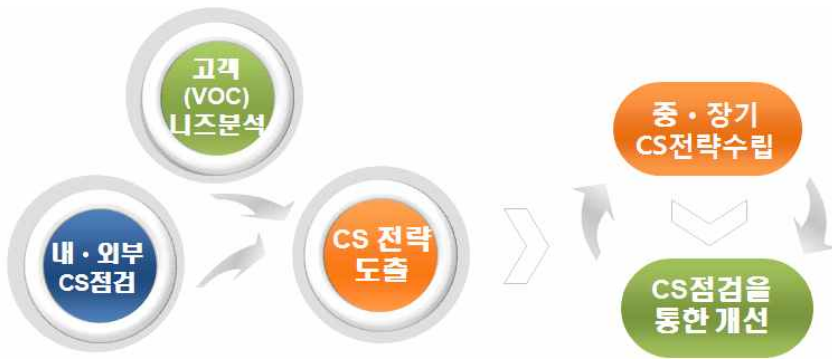 고객
(VOC)
니즈분석
내·외부
CS점검
CS 전략
도출
중·장기
CS전략수립
CS점검을
통한 개선